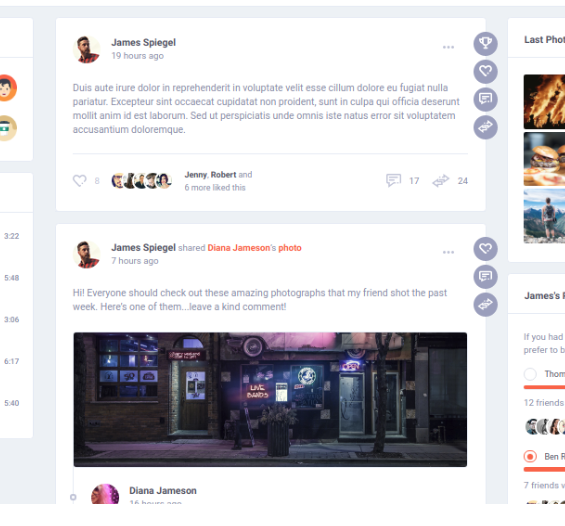 James Spiegel
19 hours ago
Duis aute irure dolor in reprehenderit in voluptate velit esse cillum dolore eu fugiat nulla
pariatur. Excepteur sint occaecat cupidatat non proident, sunt in culpa qui officia deserunt
mollit anim id est laborum. Sed ut perspiciatis unde omnis iste natus error sit voluptatem
accusantium doloremque.
8
Jenny, Robert and
6 more liked this
17
24
James Spiegel shared Diana Jameson's photo
7 hours ago
Hi! Everyone should check out these amazing photographs that my friend shot the past
week. Here's one of them...leave a kind comment!
LIVE
BANDS
Diana Jameson
16 hours ago
3:22
5:48
3:06
6:17
5:40
Last Phot
James's
If you had
prefer to b
Thom
12 friends
Ben R
7 friends v